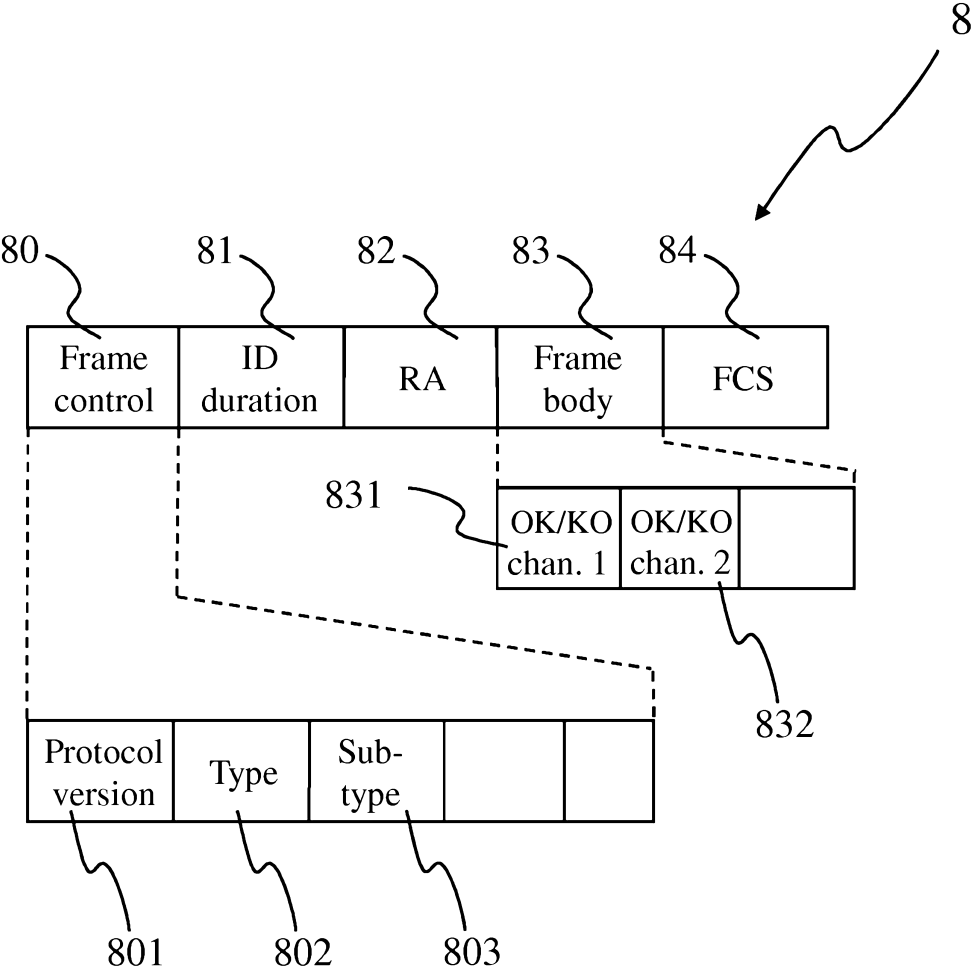 8
80 81 82 83 84
Frame control
ID duration
RA
Frame body
FCS
831
OK/KO chan. 1
OK/KO chan. 2
832
Protocol version
Type
Sub-type
801 802 803